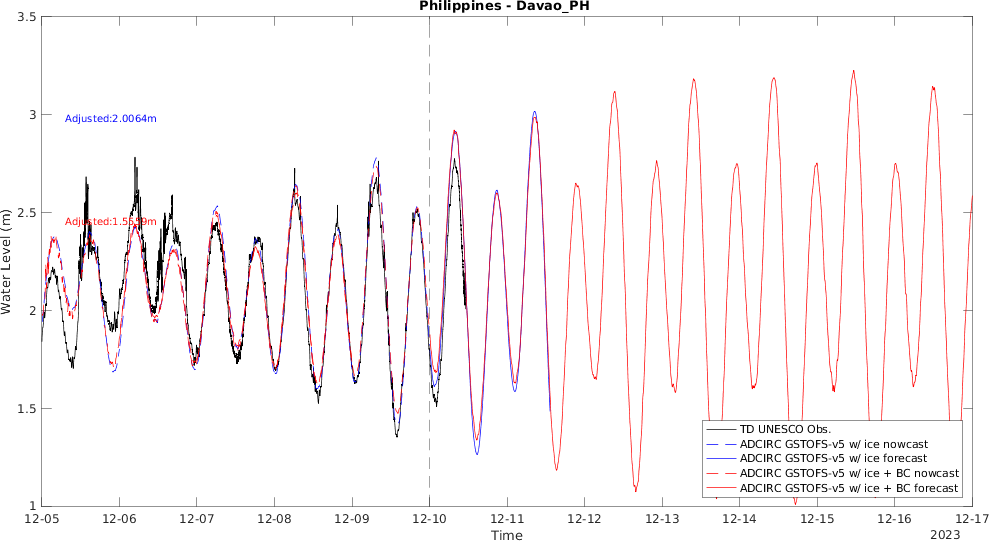 Philippines - Davao_PH
3.5
3
2.5
2
1.5
1
Water Level (m)
Adjusted:2.0064m
TD UNESCO Obs.
ADCIRC GSTOFS-v5 w/ ice nowcast
ADCIRC GSTOFS-v5 w/ ice forecast
ADCIRC GSTOFS-v5 w/ ice + BC nowcast
ADCIRC GSTOFS-v5 w/ ice + BC forecast
12-05 12-06 12-07 12-08 12-09 12-10 12-11 12-12 12-13 12-14 12-15 12-16 12-17
Time
2023